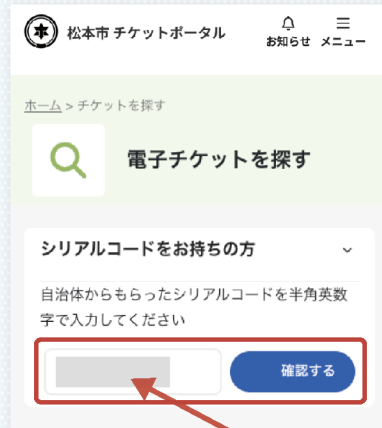 松本市 チケットポータル
お知らせ メニュー
ホーム > チケットを探す
電子チケットを探す
シリアルコードをお持ちの方
自治体からもらったシリアルコードを半角英数
字で入力してください
確認する